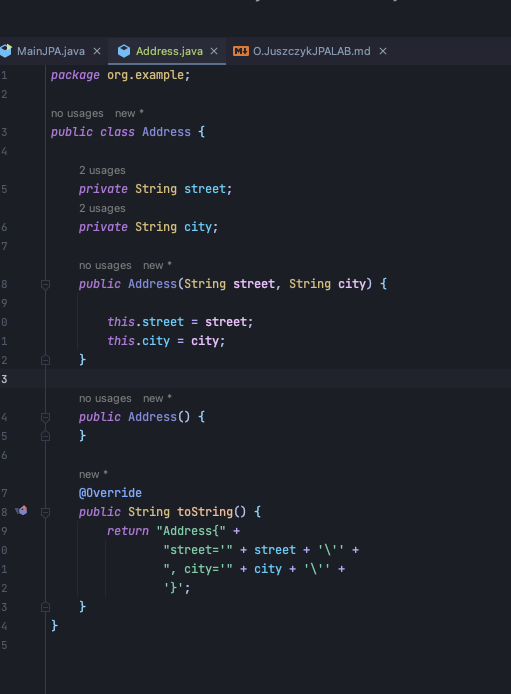 MainJPA.java × Address.java × O.JuszczykJPALAB.md ×
1 package org.example;
2
no usages new *
3 public class Address {
4
2 usages
5 private String street;
2 usages
6 private String city;
7
no usages new *
8 public Address(String street, String city) {
9
0 this.street = street;
1 this.city = city;
2 }
3
no usages new *
4 public Address() {
5 }
6
new *
7 @Override
8 public String toString() {
9 return "Address{" +
0 "street='" + street + '\'' +
1 ", city='" + city + '\'' +
2 '}';
3 }
4 }
5